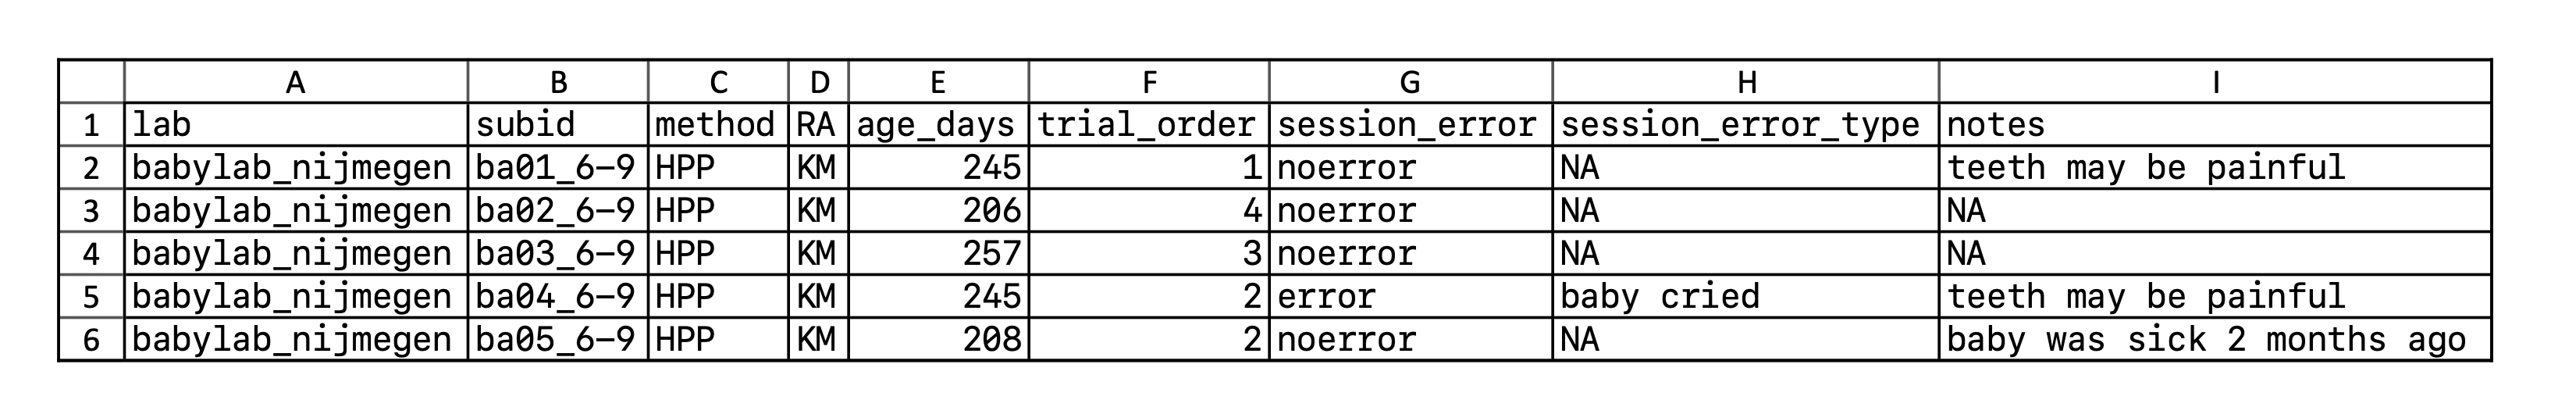 A B C D E F G H I
1 lab subid method RA age_days trial_order session_error session_error_type notes
2 babylab_nijmegen ba01_6-9 HPP KM 245 1 noerror NA teeth may be painful
3 babylab_nijmegen ba02_6-9 HPP KM 206 4 noerror NA NA
4 babylab_nijmegen ba03_6-9 HPP KM 257 3 noerror NA NA
5 babylab_nijmegen ba04_6-9 HPP KM 245 2 error baby cried teeth may be painful
6 babylab_nijmegen ba05_6-9 HPP KM 208 2 noerror NA baby was sick 2 months ago